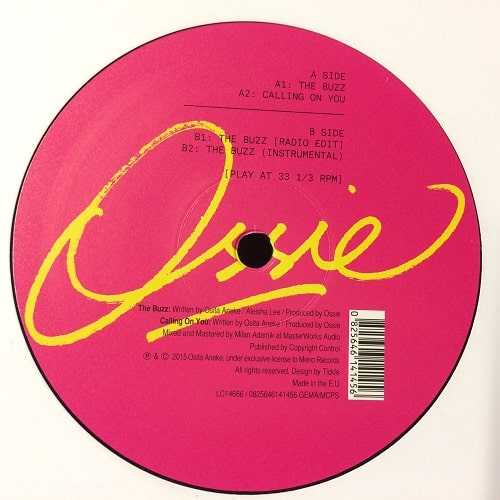 A SIDE
A1: THE BUZZ
A2: CALLING ON YOU
B SIDE
B1: THE BUZZ [RADIO EDIT]
B2: THE BUZZ (INSTRUMENTAL)
[PLAY AT 33 1/3 RPM]
Ossie
The Buzz: Written by Osita Aneke / Aleisha Lee / Produced by Ossie
Calling On You: Written by Osita Aneke / Produced by Ossie
Mixed and Mastered by Milan Adamik at MasterWorks Audio
Published by Copyright Control
℗ & © 2015 Osita Aneke, under exclusive license to Meno Records
All rights reserved. Design by Tickle
Made in the E.U
LC14666 / 0825646141456 GEMA/MCPS
0 825646 141456